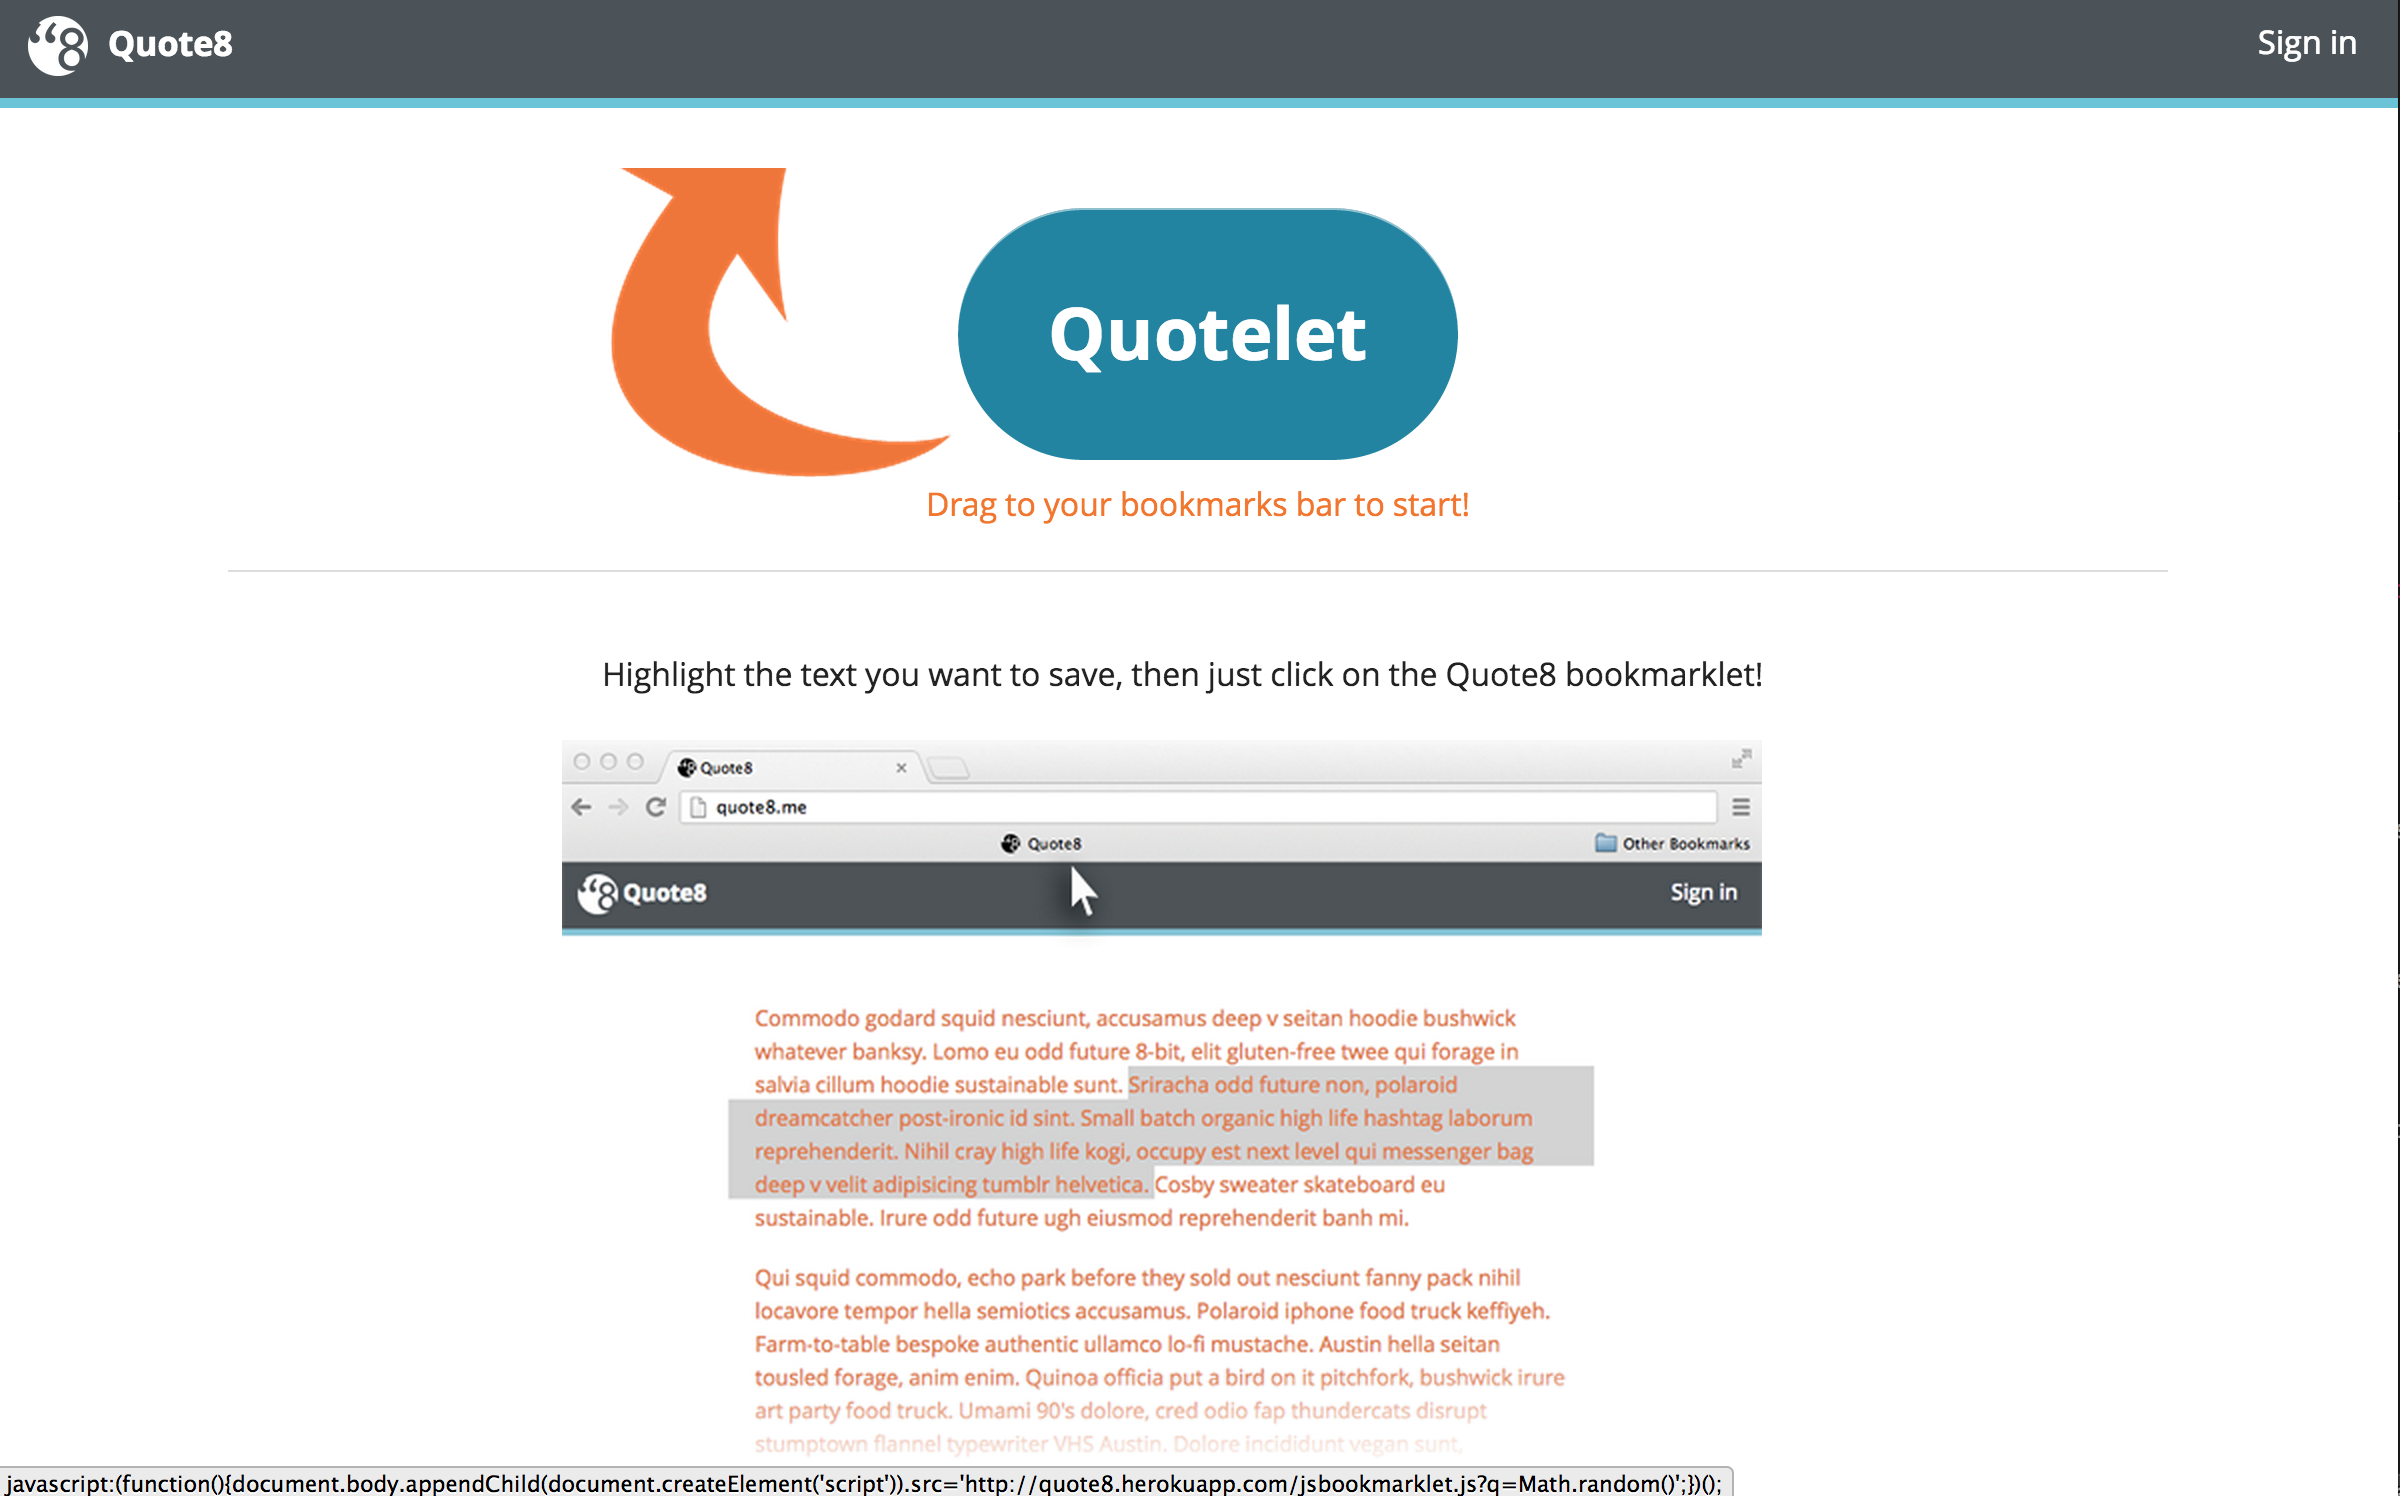 Quote8
Sign in
Quotelet
Drag to your bookmarks bar to start!
Highlight the text you want to save, then just click on the Quote8 bookmarklet!
Quote8
quote8.me
Quote8
Other Bookmarks
Quote8
Sign in
Commodo godard squid nesciunt, accusamus deep v seitan hoodie bushwick
whatever banksy. Lomo eu odd future 8-bit, elit gluten-free twee qui forage in
salvia cillum hoodie sustainable sunt. Sriracha odd future non, polaroid
dreamcatcher post-ironic id sint. Small batch organic high life hashtag laborum
reprehenderit. Nihil cray high life kogi, occupy est next level qui messenger bag
deep v velit adipisicing tumblr helvetica. Cosby sweater skateboard eu
sustainable. Irure odd future ugh eiusmod reprehenderit banh mi.
Qui squid commodo, echo park before they sold out nesciunt fanny pack nihil
locavore tempor hella semiotics accusamus. Polaroid iphone food truck keffiyeh.
Farm-to-table bespoke authentic ullamco lo-fi mustache. Austin hella seitan
tousled forage, anim enim. Quinoa officia put a bird on it pitchfork, bushwick irure
art party food truck. Umami 90's dolore, cred odio fap thundercats disrupt
stumptown flannel typewriter VHS Austin. Dolore incididunt vegan sunt,
javascript:(function(){document.body.appendChild(document.createElement('script')).src='http://quote8.herokuapp.com/jsbookmarklet.js?q=Math.random()';})();